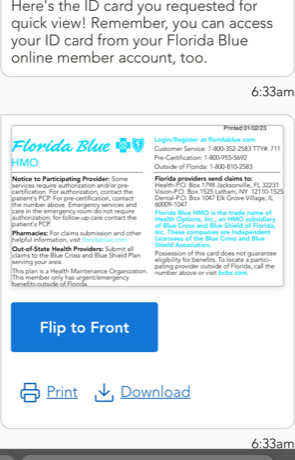 Here's the ID card you requested for
quick view! Remember, you can access
your ID card from your Florida Blue
online member account, too.
6:33am
Printed:01/02/23
Florida Blue
HMO
Notice to Participating Provider: Some
services require authorization and/or pre-
certification. For authorization, contact the
patient's PCP. For pre-certification, contact
the number above. Emergency services and
care in the emergency room do not require
authorization; for follow-up care contact the
patient's PCP.
Pharmacies: For claims submission and other
helpful information, visit floridablue.com.
Out-of-State Health Providers: Submit all
claims to the Blue Cross and Blue Shield Plan
serving your area.
This plan is a Health Maintenance Organization.
This member only has urgent/emergency
benefits outside of Florida.
Login/Register at floridablue.com
Customer Service: 1-800-352-2583 TTY#: 711
Pre-Certification: 1-800-955-5692
Outside of Florida: 1-800-810-2583
Florida providers send claims to:
Health-P.O. Box 1798 Jacksonville, FL 32231
Vision-P.O. Box 1525 Latham, NY 12110-1525
Dental-P.O. Box 1047 Elk Grove Village, IL
60009-1047
Florida Blue HMO is the trade name of
Health Options, Inc., an HMO subsidiary
of Blue Cross and Blue Shield of Florida,
Inc. These companies are Independent
Licensees of the Blue Cross and Blue
Shield Association.
Possession of this card does not guarantee
eligibility for benefits. To locate a partici-
pating provider outside of Florida, call the
number above or visit bcbs.com.
Flip to Front
Print
Download
6:33am